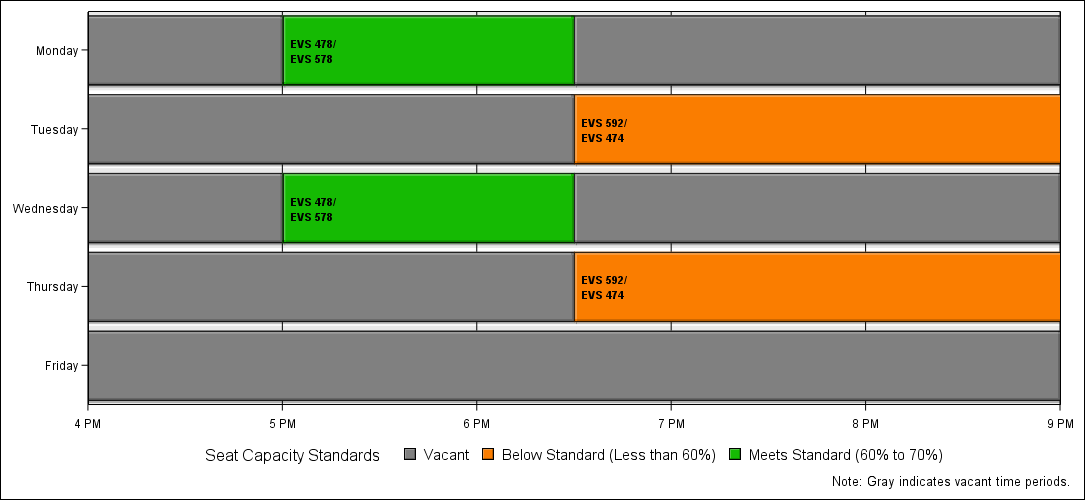 Monday
EVS 478/
EVS 578
Tuesday
EVS 592/
EVS 474
Wednesday
EVS 478/
EVS 578
Thursday
EVS 592/
EVS 474
Friday
4 PM 5 PM 6 PM 7 PM 8 PM 9 PM
Seat Capacity Standards Vacant Below Standard (Less than 60%) Meets Standard (60% to 70%)
Note: Gray indicates vacant time periods.